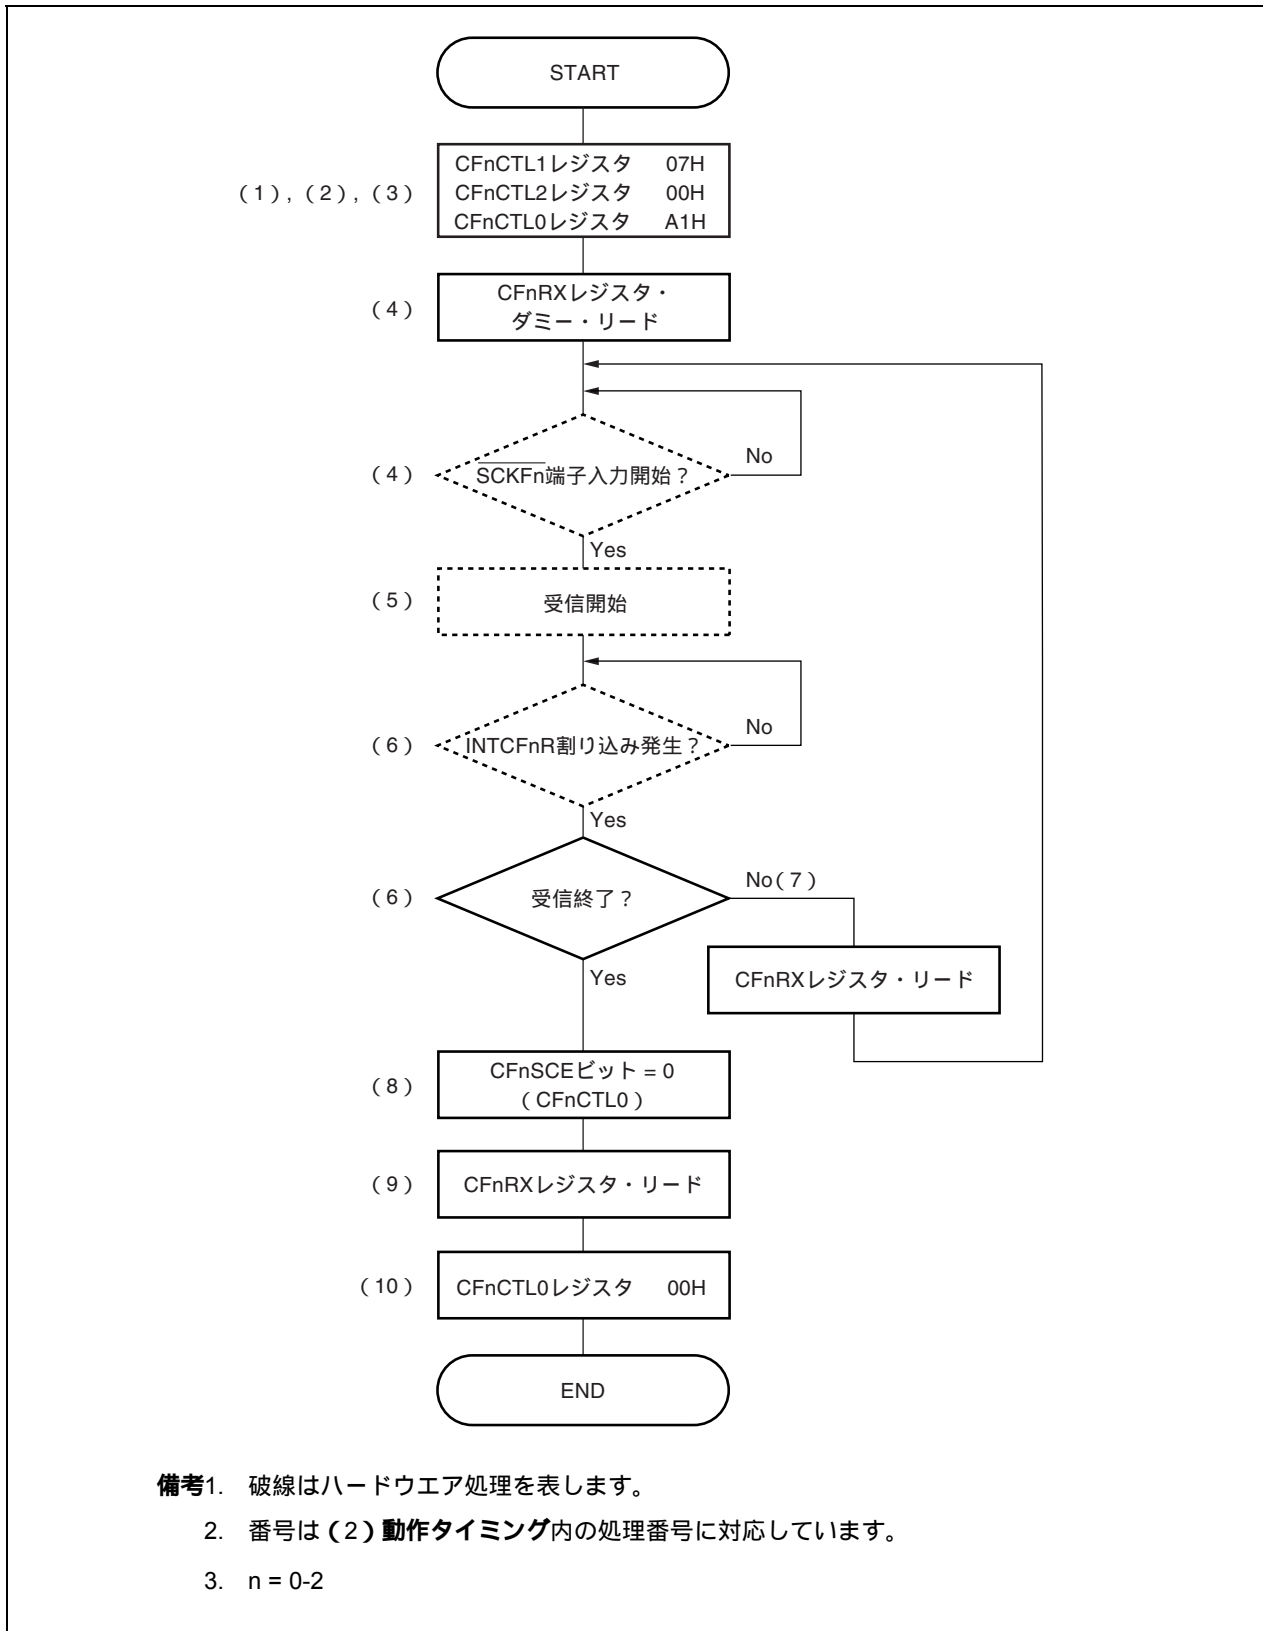 START
(1),(2),(3)
CFnCTL1レジスタ 07H
CFnCTL2レジスタ 00H
CFnCTL0レジスタ A1H
(4)
CFnRXレジスタ・
ダミー・リード
(4)
SCKFn端子入力開始？
No
Yes
(5)
受信開始
(6)
INTCFnR割り込み発生？
No
Yes
(6)
受信終了？
No(7)
Yes
CFnRXレジスタ・リード
(8)
CFnSCEビット = 0
(CFnCTL0)
(9)
CFnRXレジスタ・リード
(10)
CFnCTL0レジスタ 00H
END
備考1. 破線はハードウエア処理を表します。
2. 番号は(2)動作タイミング内の処理番号に対応しています。
3. n = 0-2